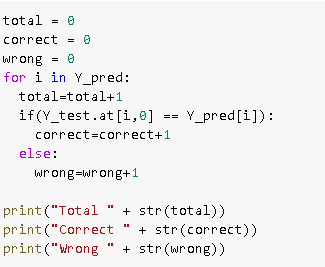 total = 0
correct = 0
wrong = 0
for i in Y_pred:
  total=total+1
  if(Y_test.at[i,0] == Y_pred[i]):
    correct=correct+1
  else:
    wrong=wrong+1

print("Total " + str(total))
print("Correct " + str(correct))
print("Wrong " + str(wrong))